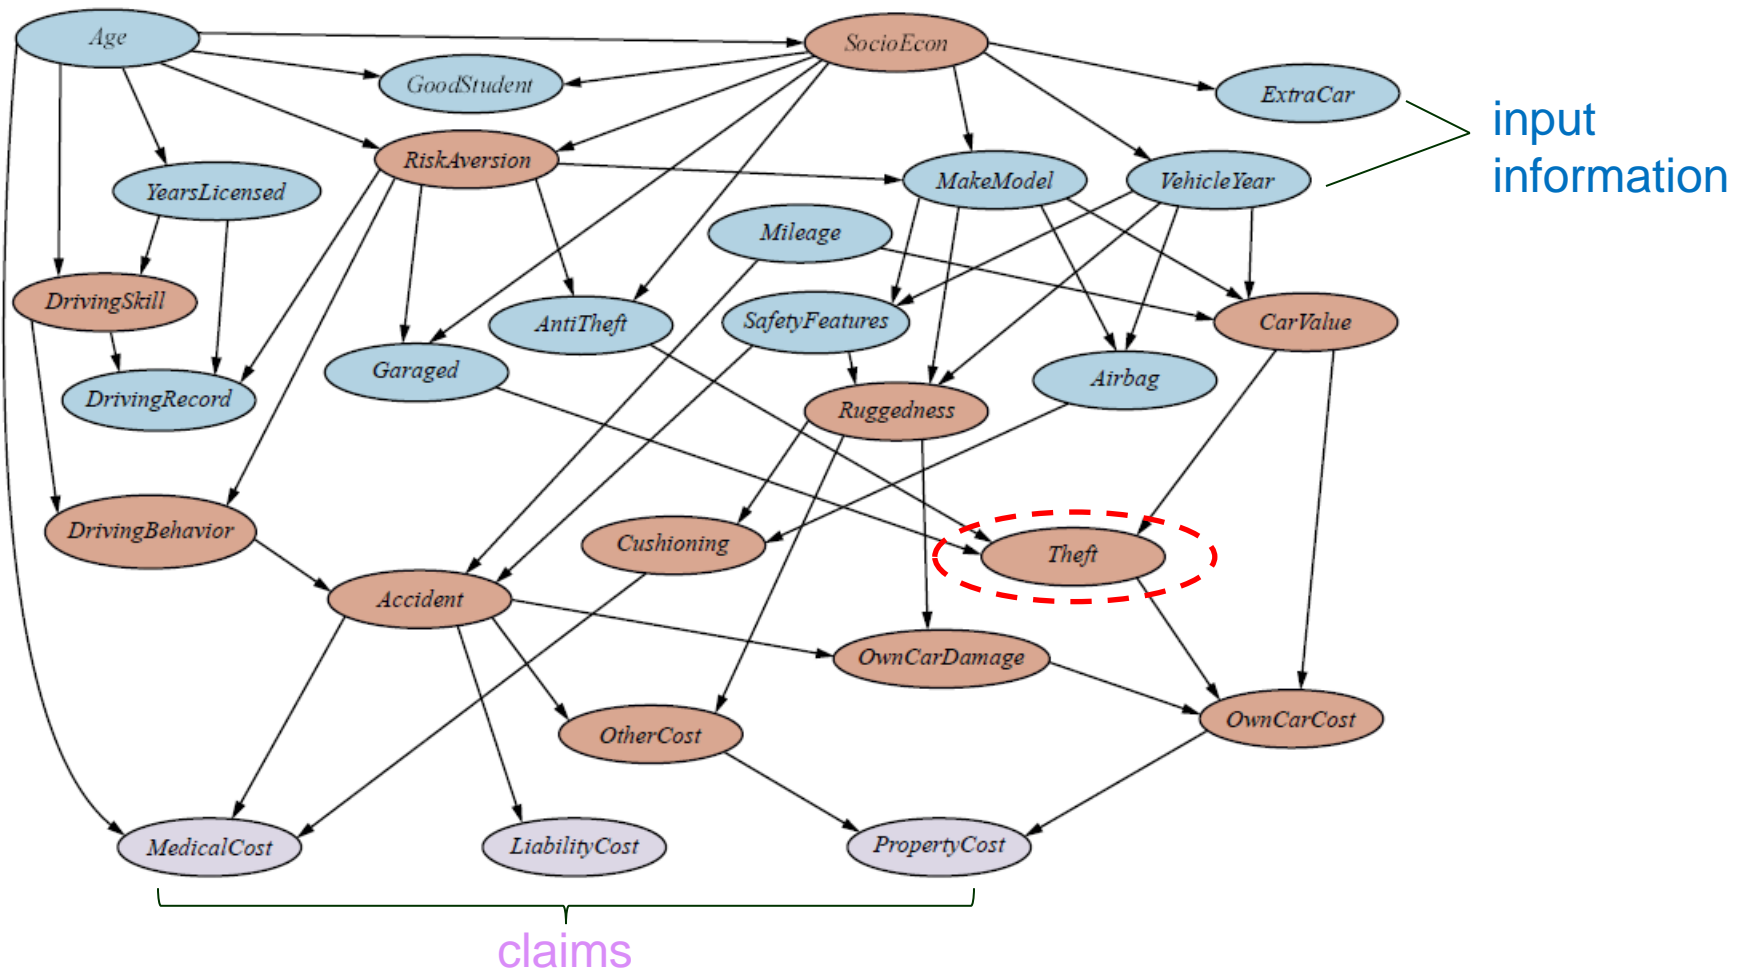 Age
SocioEcon
GoodStudent
ExtraCar
input
information
RiskAversion
YearsLicensed
MakeModel
VehicleYear
Mileage
DrivingSkill
AntiTheft
SafetyFeatures
CarValue
Garaged
Airbag
DrivingRecord
Ruggedness
DrivingBehavior
Cushioning
Theft
Accident
OwnCarDamage
OtherCost
OwnCarCost
MedicalCost
LiabilityCost
PropertyCost
claims